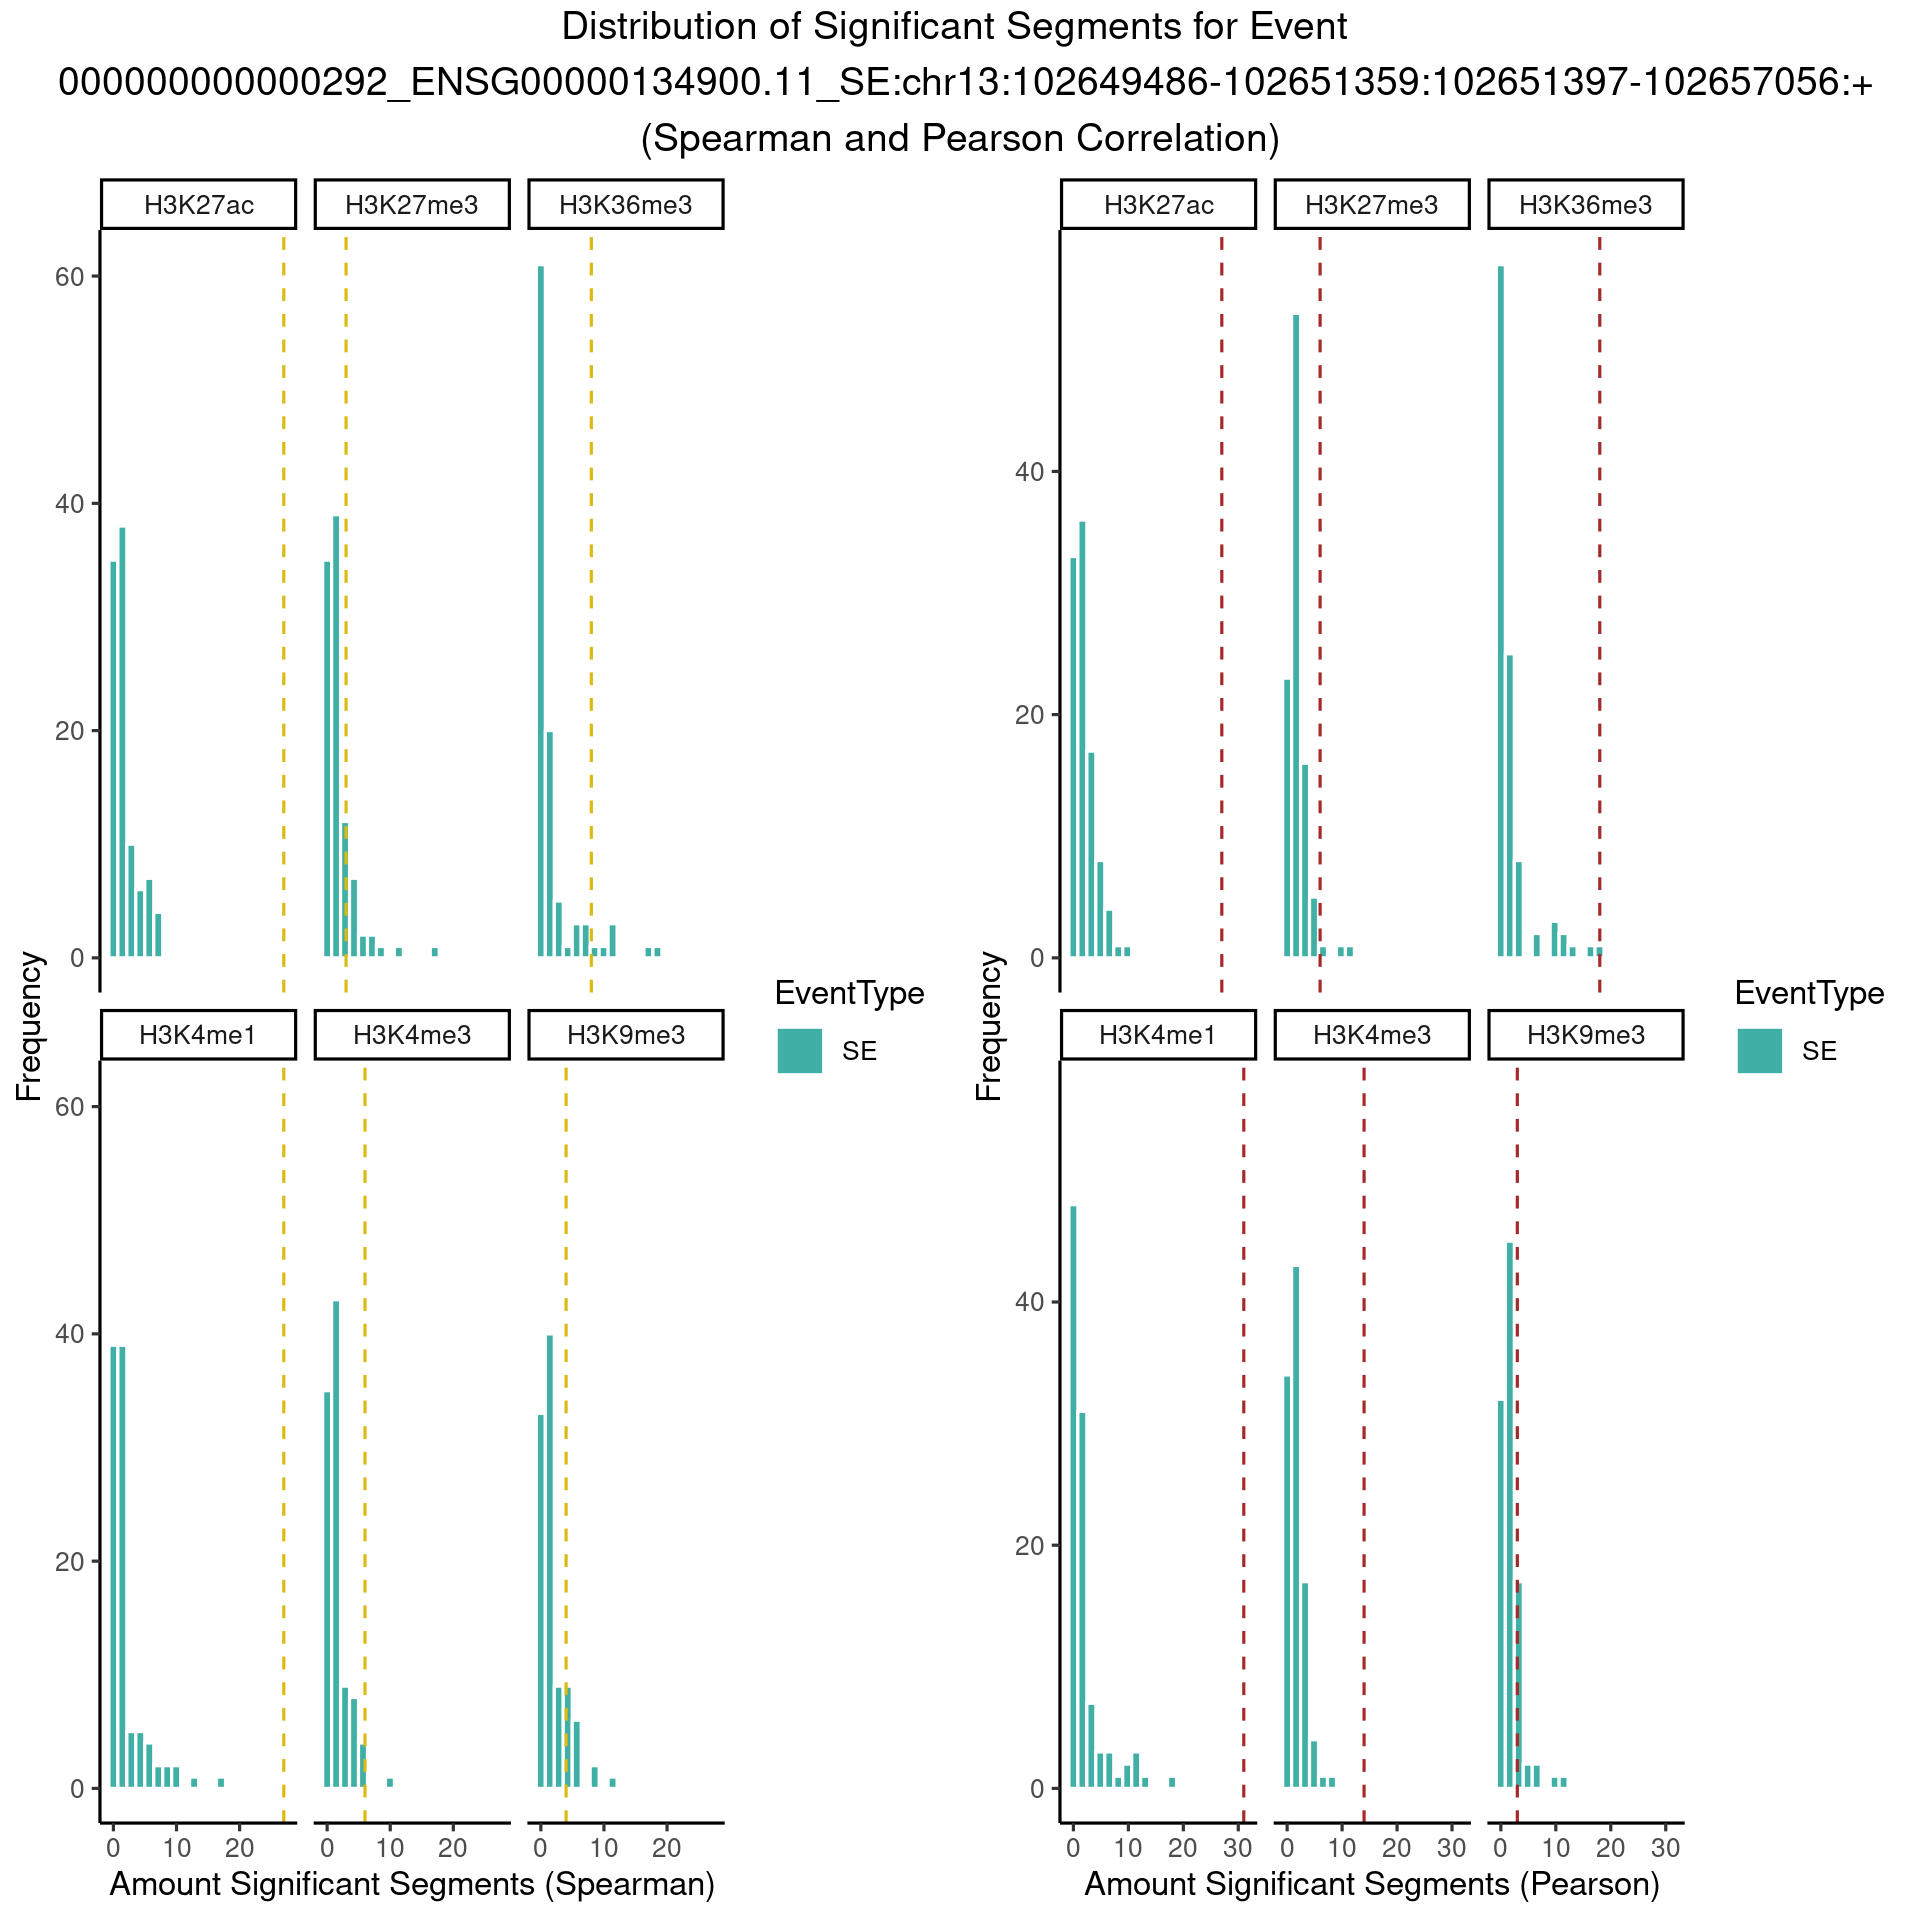 Distribution of Significant Segments for Event
000000000000292_ENSG00000134900.11_SE:chr13:102649486-102651359:102651397-102657056:+
(Spearman and Pearson Correlation)
H3K27ac H3K27me3 H3K36me3
60
40
20
0
H3K4me1 H3K4me3 H3K9me3
60
40
20
0
0 10 20 0 10 20 0 10 20
Frequency
Amount Significant Segments (Spearman)
EventType
SE
H3K27ac H3K27me3 H3K36me3
40
20
0
H3K4me1 H3K4me3 H3K9me3
40
20
0
0 10 20 30 0 10 20 30 0 10 20 30
Frequency
Amount Significant Segments (Pearson)
EventType
SE